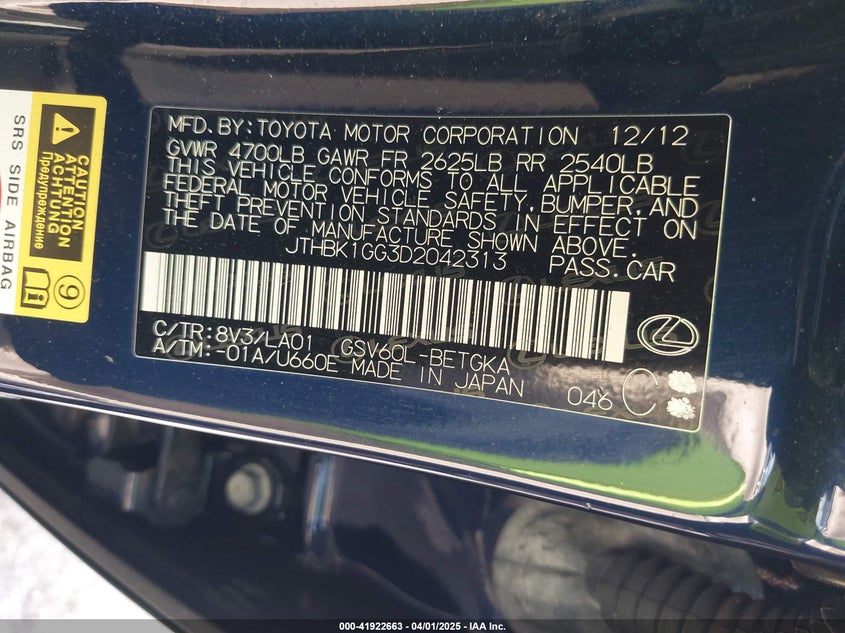 MFD.BY:TOYOTA MOTOR CORPORATION 12/12
GVWR 4700LB GAWR FR 2625LB RR 2540LB
THIS VEHICLE CONFORMS TO ALL APPLICABLE
FEDERAL MOTOR VEHICLE SAFETY, BUMPER, AND
THEFT PREVENTION STANDARDS IN EFFECT ON
THE DATE OF MANUFACTURE SHOWN ABOVE.
JTHBK1GG3D2042313 PASS.CAR
C/TR:8V3/LA01 GSV60L-BETGKA
A/TM:-01A/U660E MADE IN JAPAN
046 C
CAUTION
ATTENTION
ACHTUNG
Предупреждение
9
SRS SIDE AIRBAG
000-41922663 - 04/01/2025 - IAA Inc.